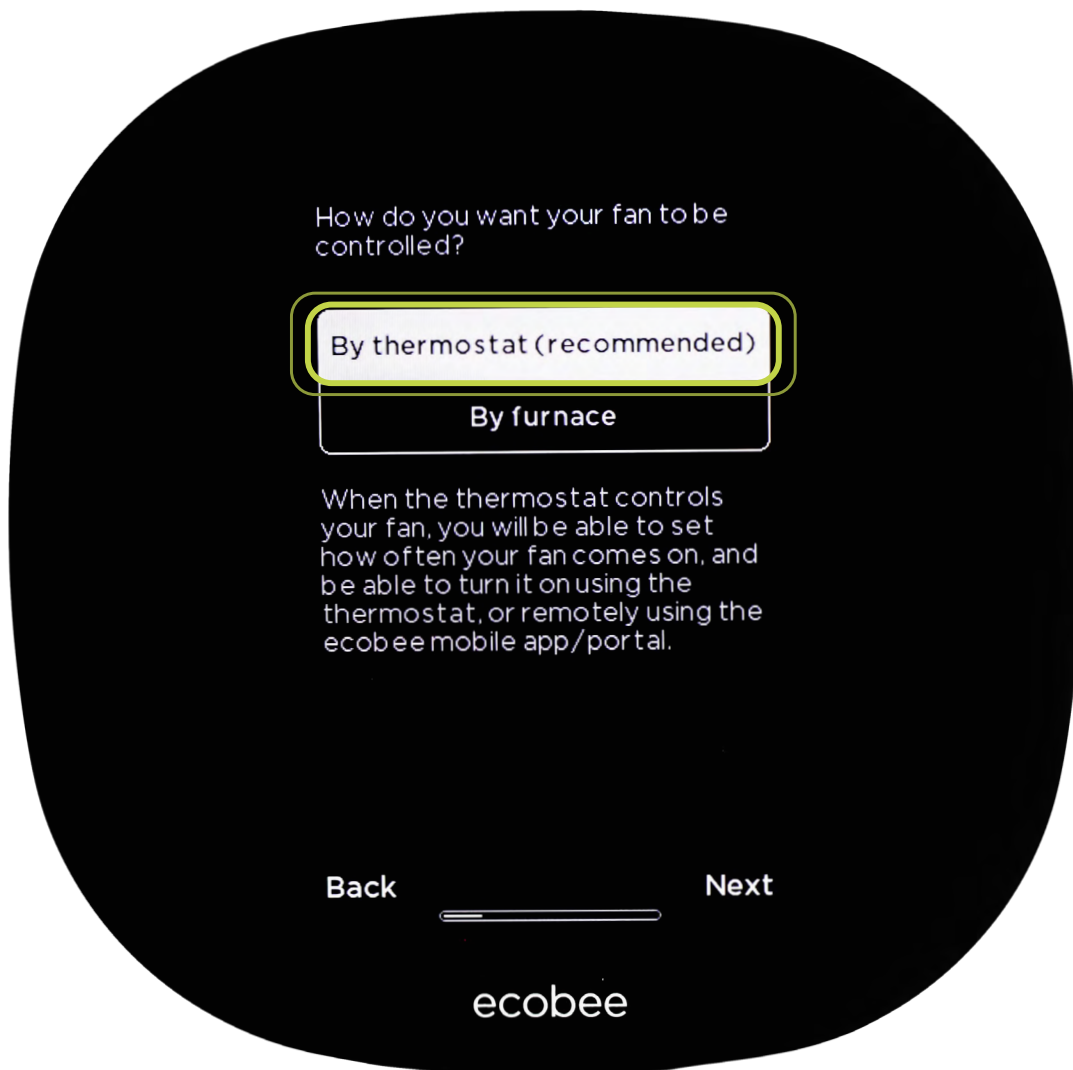 How do you want your fan to be
controlled?
By thermostat (recommended)
By furnace
When the thermostat controls
your fan, you will be able to set
how often your fan comes on, and
be able to turn it on using the
thermostat, or remotely using the
ecobee mobile app/portal.
Back
Next
ecobee